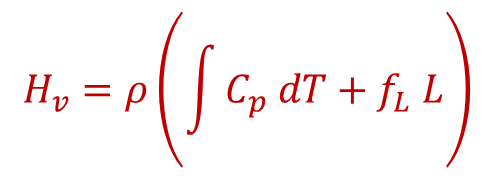 H_v = ρ ( ∫ C_p dT + f_L L )